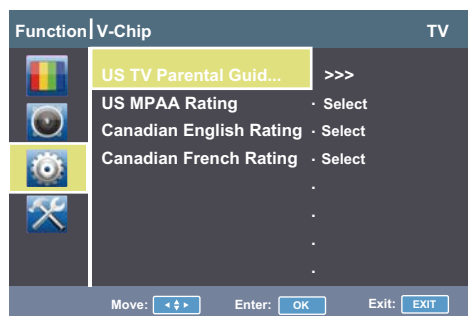 Function V-Chip TV
US TV Parental Guid... >>>
US MPAA Rating · Select
Canadian English Rating · Select
Canadian French Rating · Select
·
·
·
·
Move: Enter: OK Exit: EXIT